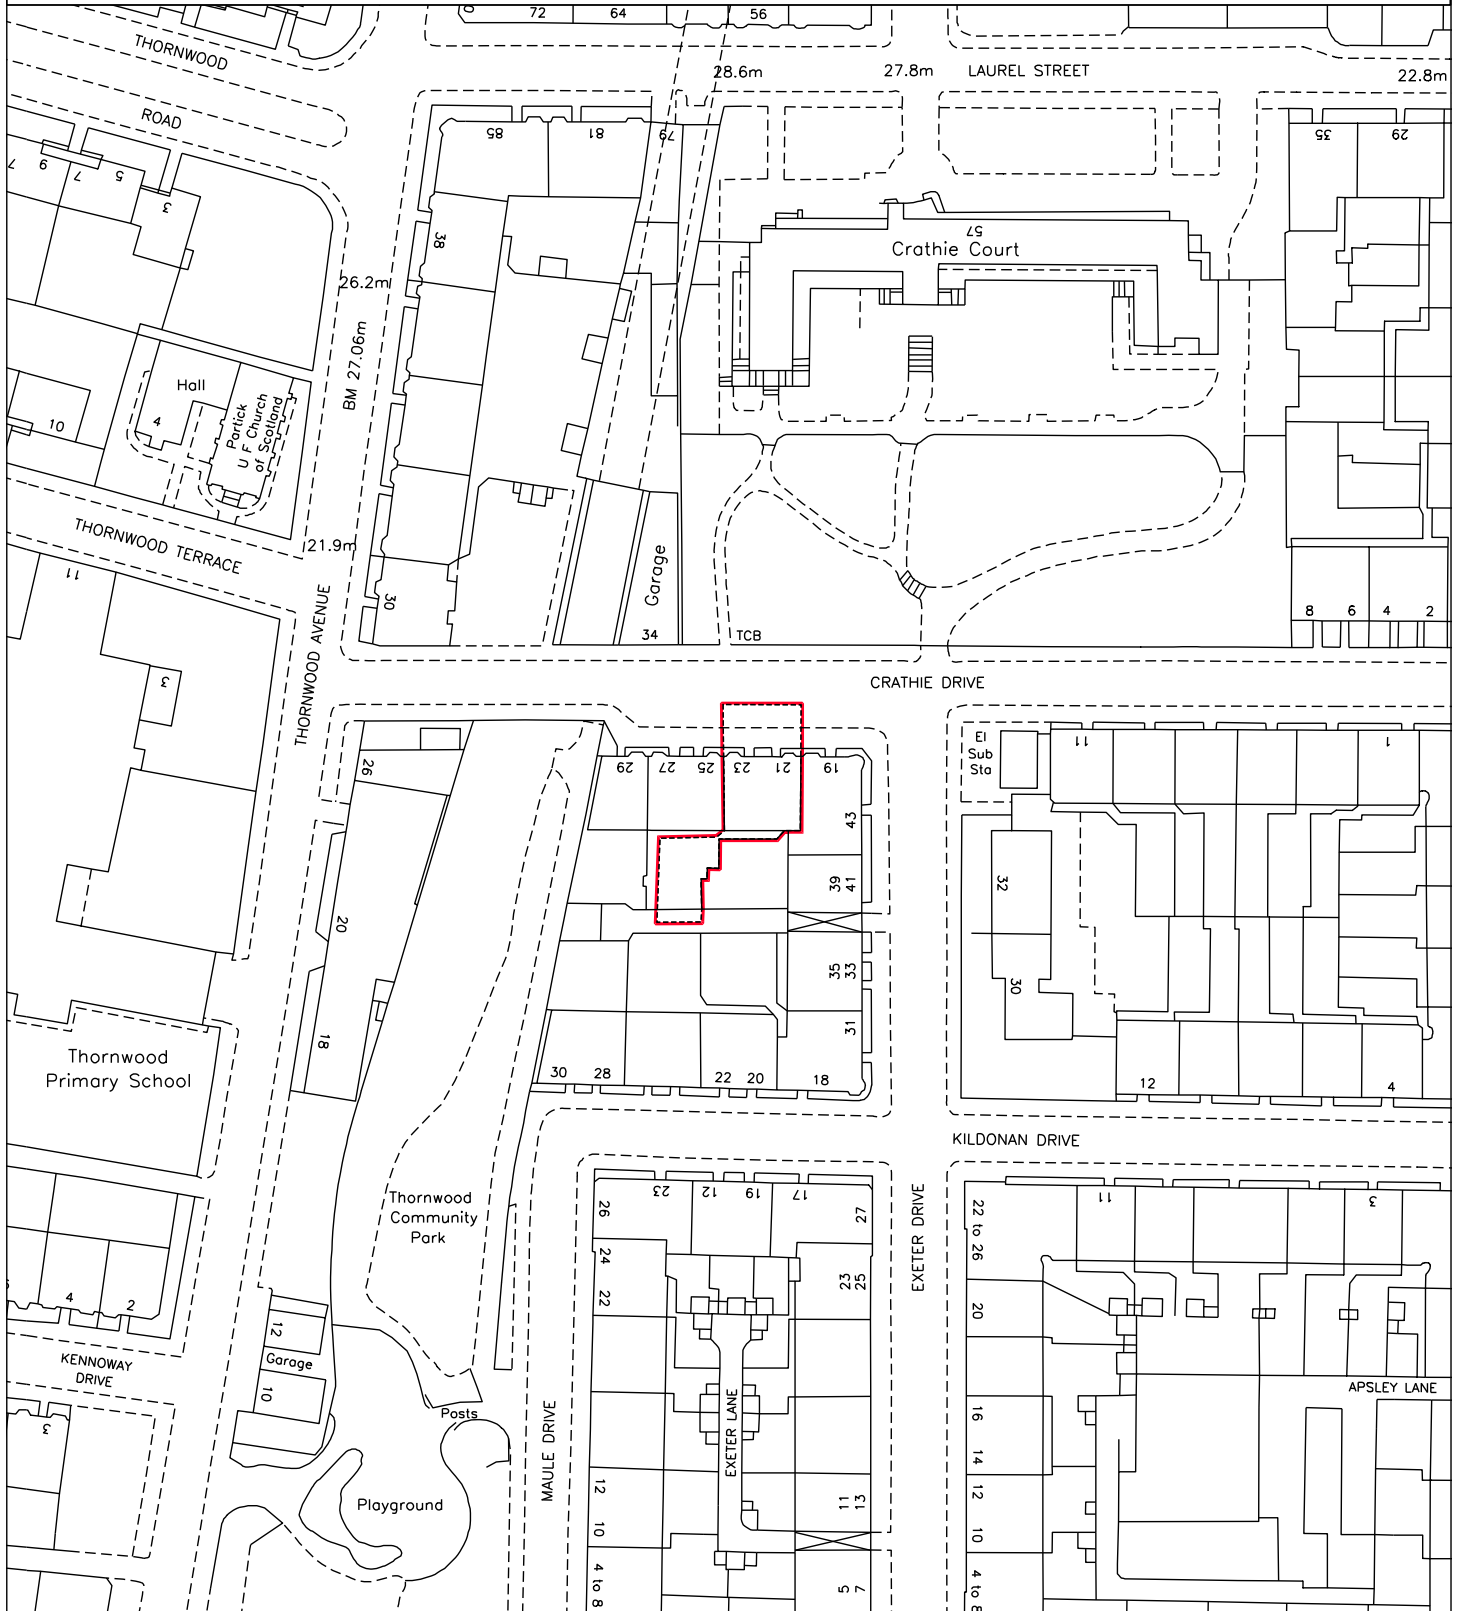 72
64
56
THORNWOOD
28.6m
27.8m
LAUREL STREET
22.8m
ROAD
85
81
79
35
29
7
9
7
5
3
38
57
Crathie Court
26.2m
BM 27.06m
Hall
4
10
Partick
U F Church
of Scotland
THORNWOOD TERRACE
21.9m
11
Garage
34
30
TCB
8
6
4
2
THORNWOOD AVENUE
3
CRATHIE DRIVE
26
29
27
25
23
21
19
El
Sub
Sta
11
1
43
39
41
32
20
35
33
30
18
31
Thornwood
Primary School
30
28
22
20
18
12
4
KILDONAN DRIVE
Thornwood
Community
Park
23
12
19
17
11
3
26
27
22 to 26
EXETER DRIVE
24
23
25
22
20
4
2
12
KENNOWAY
DRIVE
Garage
10
APSLEY LANE
Posts
3
MAULE DRIVE
EXETER LANE
16
14
Playground
12
11
13
12
10
10
4 to 8
5
7
4 to 8